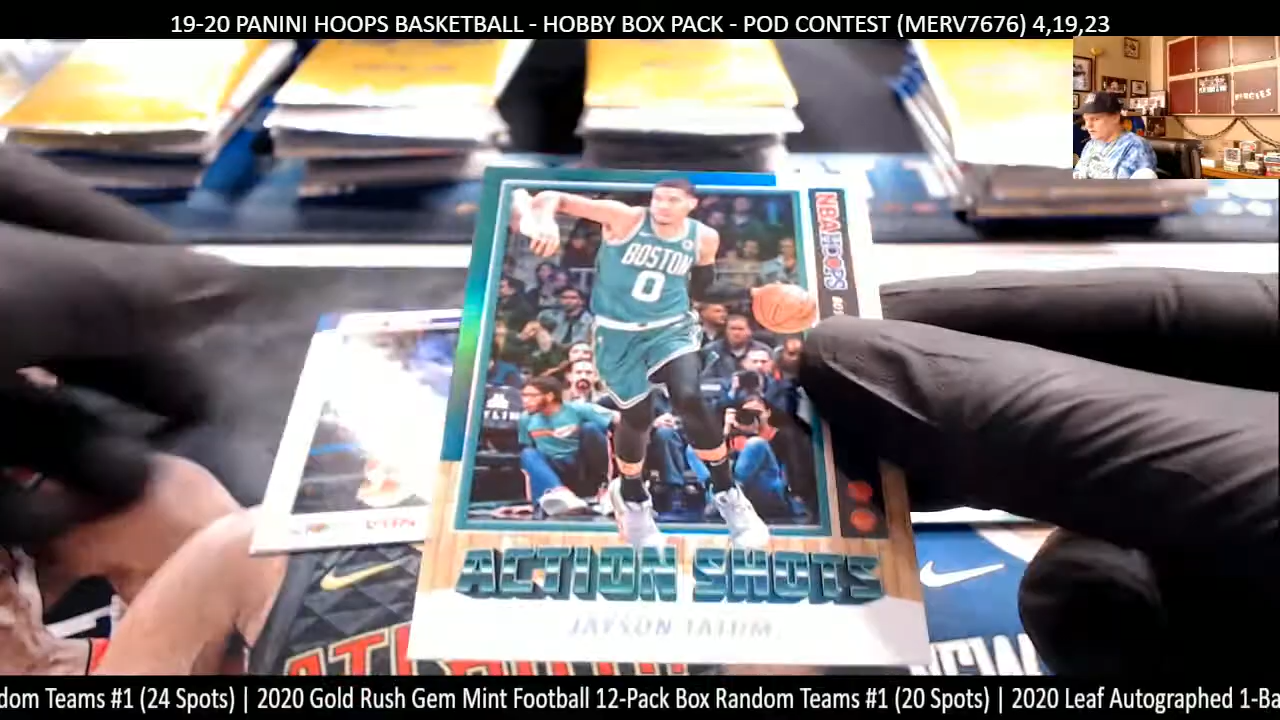 19-20 PANINI HOOPS BASKETBALL - HOBBY BOX PACK - POD CONTEST (MERV7676) 4,19,23
NBA HOOPS
BOSTON
0
ACTION SHOTS
JAYSON TATUM
dom Teams #1 (24 Spots) | 2020 Gold Rush Gem Mint Football 12-Pack Box Random Teams #1 (20 Spots) | 2020 Leaf Autographed 1-Ba